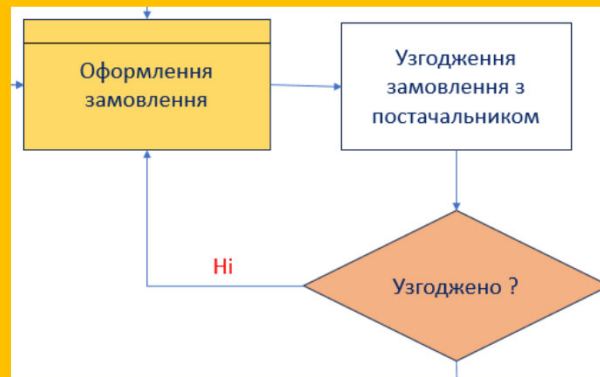 Оформлення
замовлення
Узгодження
замовлення з
постачальником
Ні
Узгоджено ?